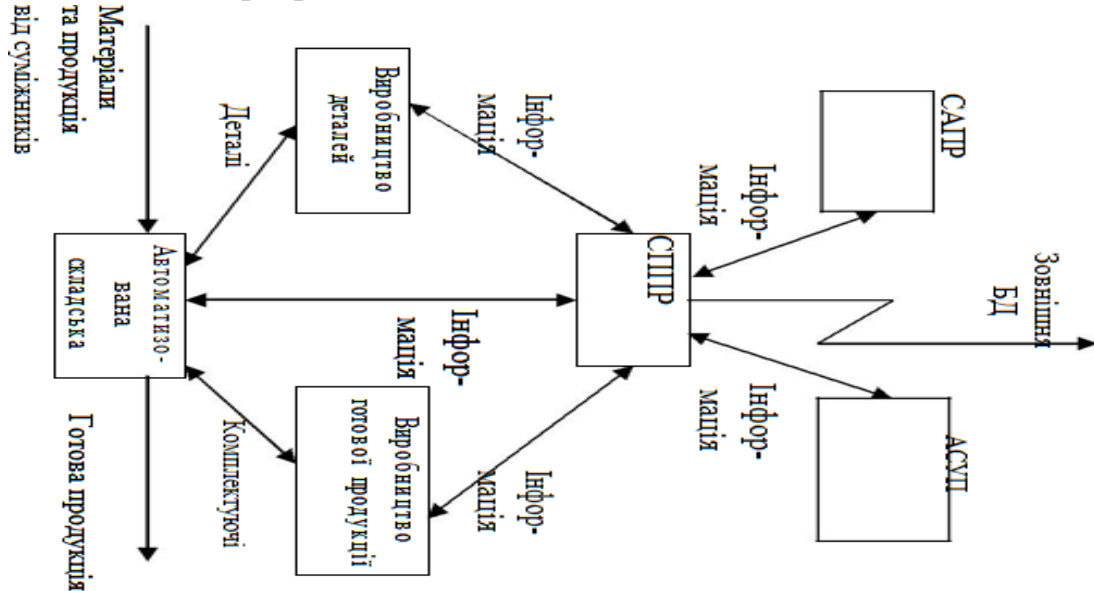 Зовнішня
БД
САПР
АСУП
Інфор-
мація
Інфор-
мація
СППР
Інфор-
мація
Інфор-
мація
Інфор-
мація
Виробництво
деталей
Виробництво
готової продукції
Деталі
Комплектуючі
Автоматизо-
вана
складська
Матеріали
та продукція
від суміжників
Готова продукція